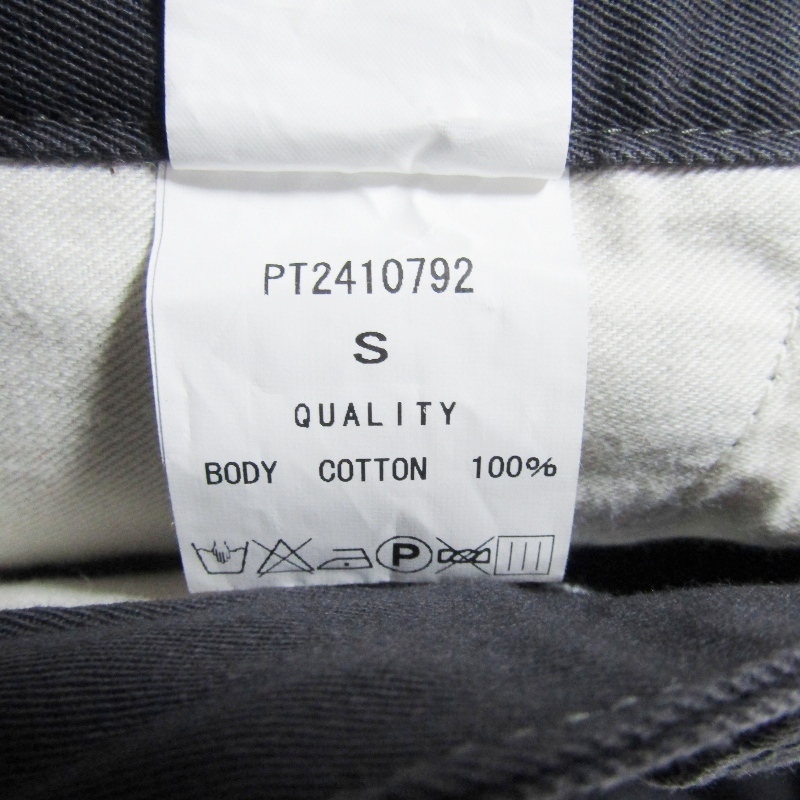 PT2410792
S
QUALITY
BODY COTTON 100%
P